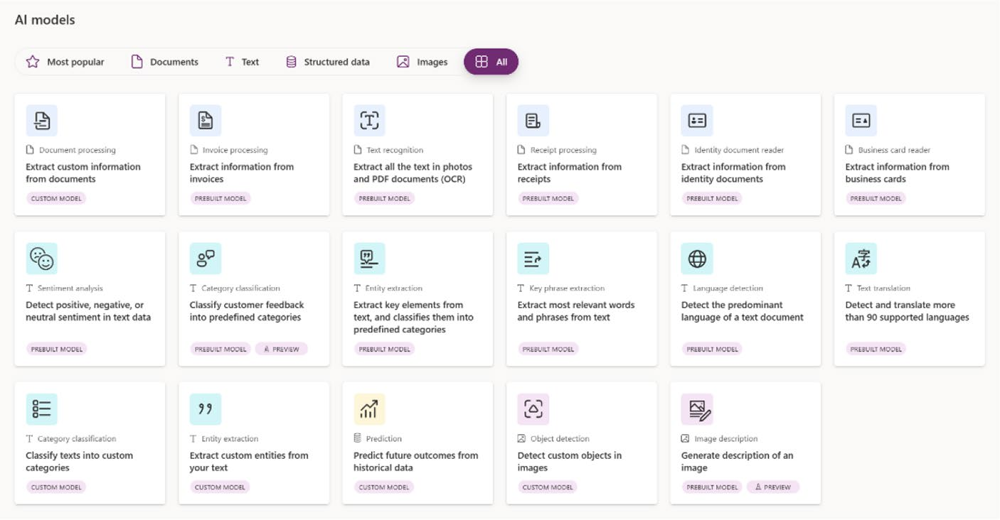 AI models
Most popular
Documents
Text
Structured data
Images
All
Document processing
Extract custom information
from documents
CUSTOM MODEL
Invoice processing
Extract information from
invoices
PREBUILT MODEL
Text recognition
Extract all the text in photos
and PDF documents (OCR)
PREBUILT MODEL
Receipt processing
Extract information from
receipts
PREBUILT MODEL
Identity document reader
Extract information from
identity documents
PREBUILT MODEL
Business card reader
Extract information from
business cards
PREBUILT MODEL
Sentiment analysis
Detect positive, negative, or
neutral sentiment in text data
PREBUILT MODEL
Category classification
Classify customer feedback
into predefined categories
PREBUILT MODEL
PREVIEW
Entity extraction
Extract key elements from
text, and classifies them into
predefined categories
PREBUILT MODEL
Key phrase extraction
Extract most relevant words
and phrases from text
PREBUILT MODEL
Language detection
Detect the predominant
language of a text document
PREBUILT MODEL
Text translation
Detect and translate more
than 90 supported languages
PREBUILT MODEL
Category classification
Classify texts into custom
categories
CUSTOM MODEL
Entity extraction
Extract custom entities from
your text
CUSTOM MODEL
Prediction
Predict future outcomes from
historical data
CUSTOM MODEL
Object detection
Detect custom objects in
images
CUSTOM MODEL
Image description
Generate description of an
image
PREBUILT MODEL
PREVIEW